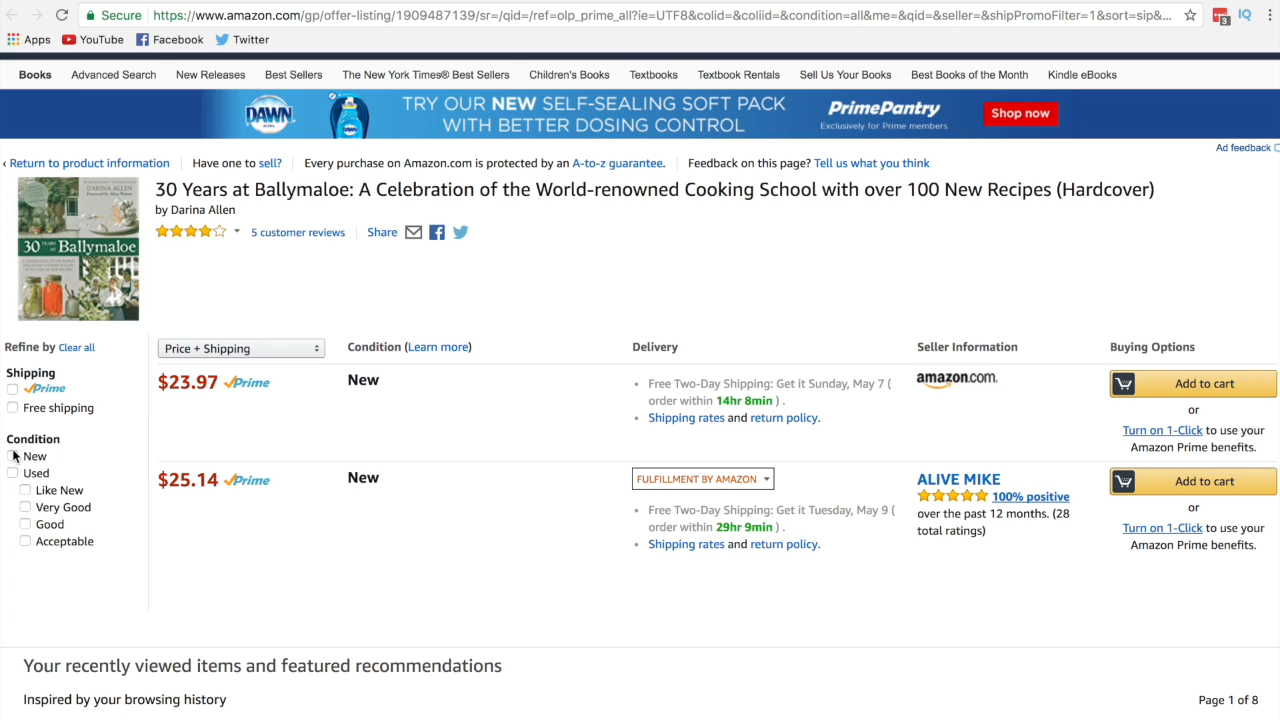 Secure https://www.amazon.com/gp/offer-listing/1909487139/sr=/qid=/ref=olp_prime_all?ie=UTF8&colid=&coliid=&condition=all&me=&qid=&seller=&shipPromoFilter=1&sort=sip&... 3 IQ
Apps YouTube Facebook Twitter
Books Advanced Search New Releases Best Sellers The New York Times® Best Sellers Children's Books Textbooks Textbook Rentals Sell Us Your Books Best Books of the Month Kindle eBooks
DAWN
TRY OUR NEW SELF-SEALING SOFT PACK
WITH BETTER DOSING CONTROL
PrimePantry
Exclusively for Prime members
Shop now
Ad feedback
‹ Return to product information Have one to sell? Every purchase on Amazon.com is protected by an A-to-z guarantee. Feedback on this page? Tell us what you think
DARINA ALLEN
30 YEARS AT Ballymaloe
30 Years at Ballymaloe: A Celebration of the World-renowned Cooking School with over 100 New Recipes (Hardcover)
by Darina Allen
5 customer reviews Share
Refine by Clear all
Price + Shipping Condition (Learn more) Delivery Seller Information Buying Options
Shipping
Prime
Free shipping
Condition
New
Used
Like New
Very Good
Good
Acceptable
$23.97 Prime
New
• Free Two-Day Shipping: Get it Sunday, May 7 (
order within 14hr 8min ) .
• Shipping rates and return policy.
amazon.com.
Add to cart
or
Turn on 1-Click to use your
Amazon Prime benefits.
$25.14 Prime
New
FULFILLMENT BY AMAZON
• Free Two-Day Shipping: Get it Tuesday, May 9 (
order within 29hr 9min ) .
• Shipping rates and return policy.
ALIVE MIKE
100% positive
over the past 12 months. (28
total ratings)
Add to cart
or
Turn on 1-Click to use your
Amazon Prime benefits.
Your recently viewed items and featured recommendations
Inspired by your browsing history Page 1 of 8